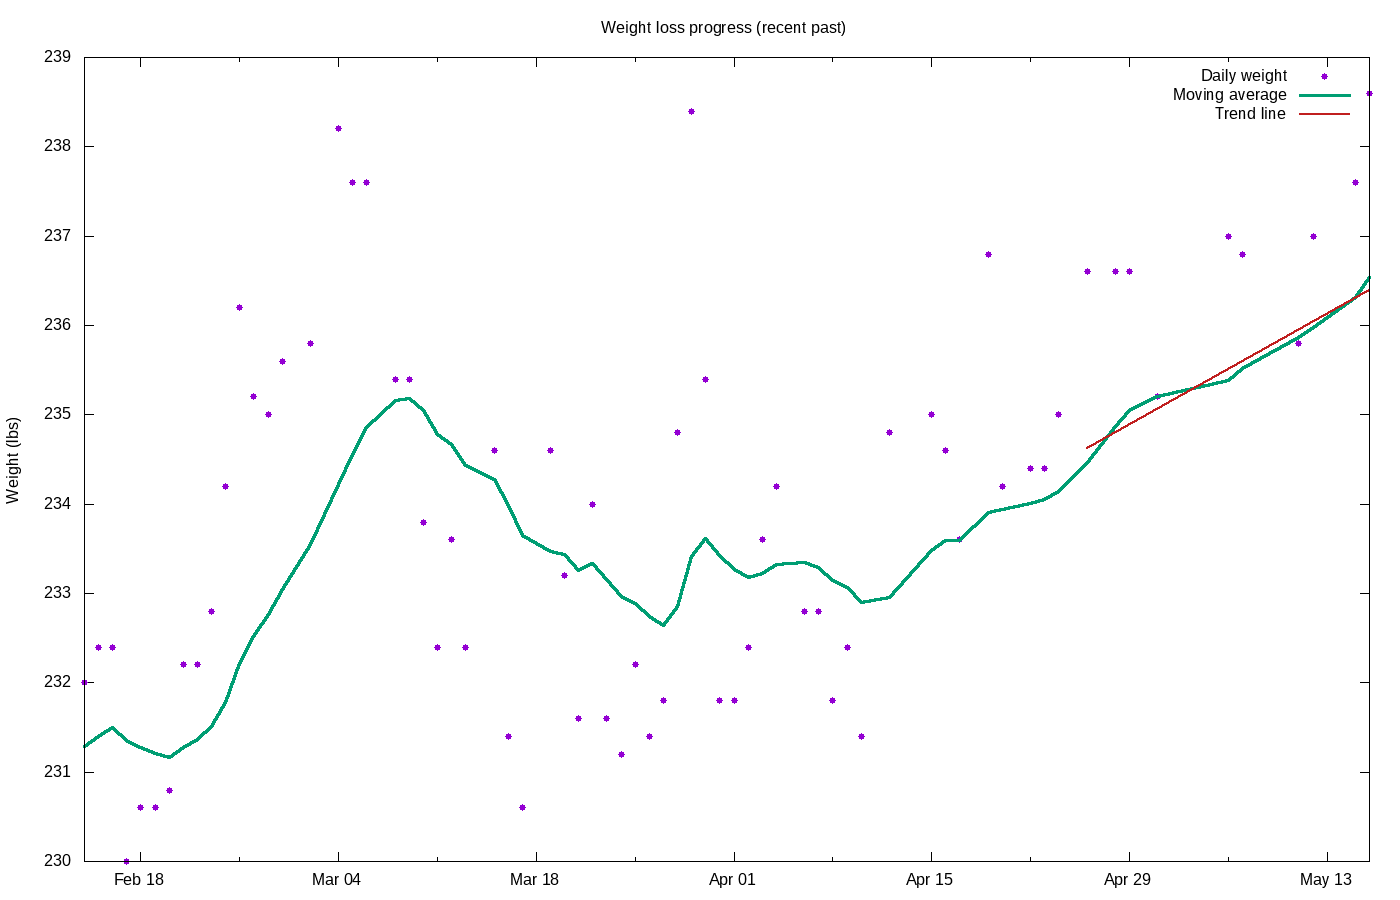 Weight loss progress (recent past)
239
238
237
236
235
234
233
232
231
230
Weight (lbs)
Daily weight
Moving average
Trend line
Feb 18
Mar 04
Mar 18
Apr 01
Apr 15
Apr 29
May 13